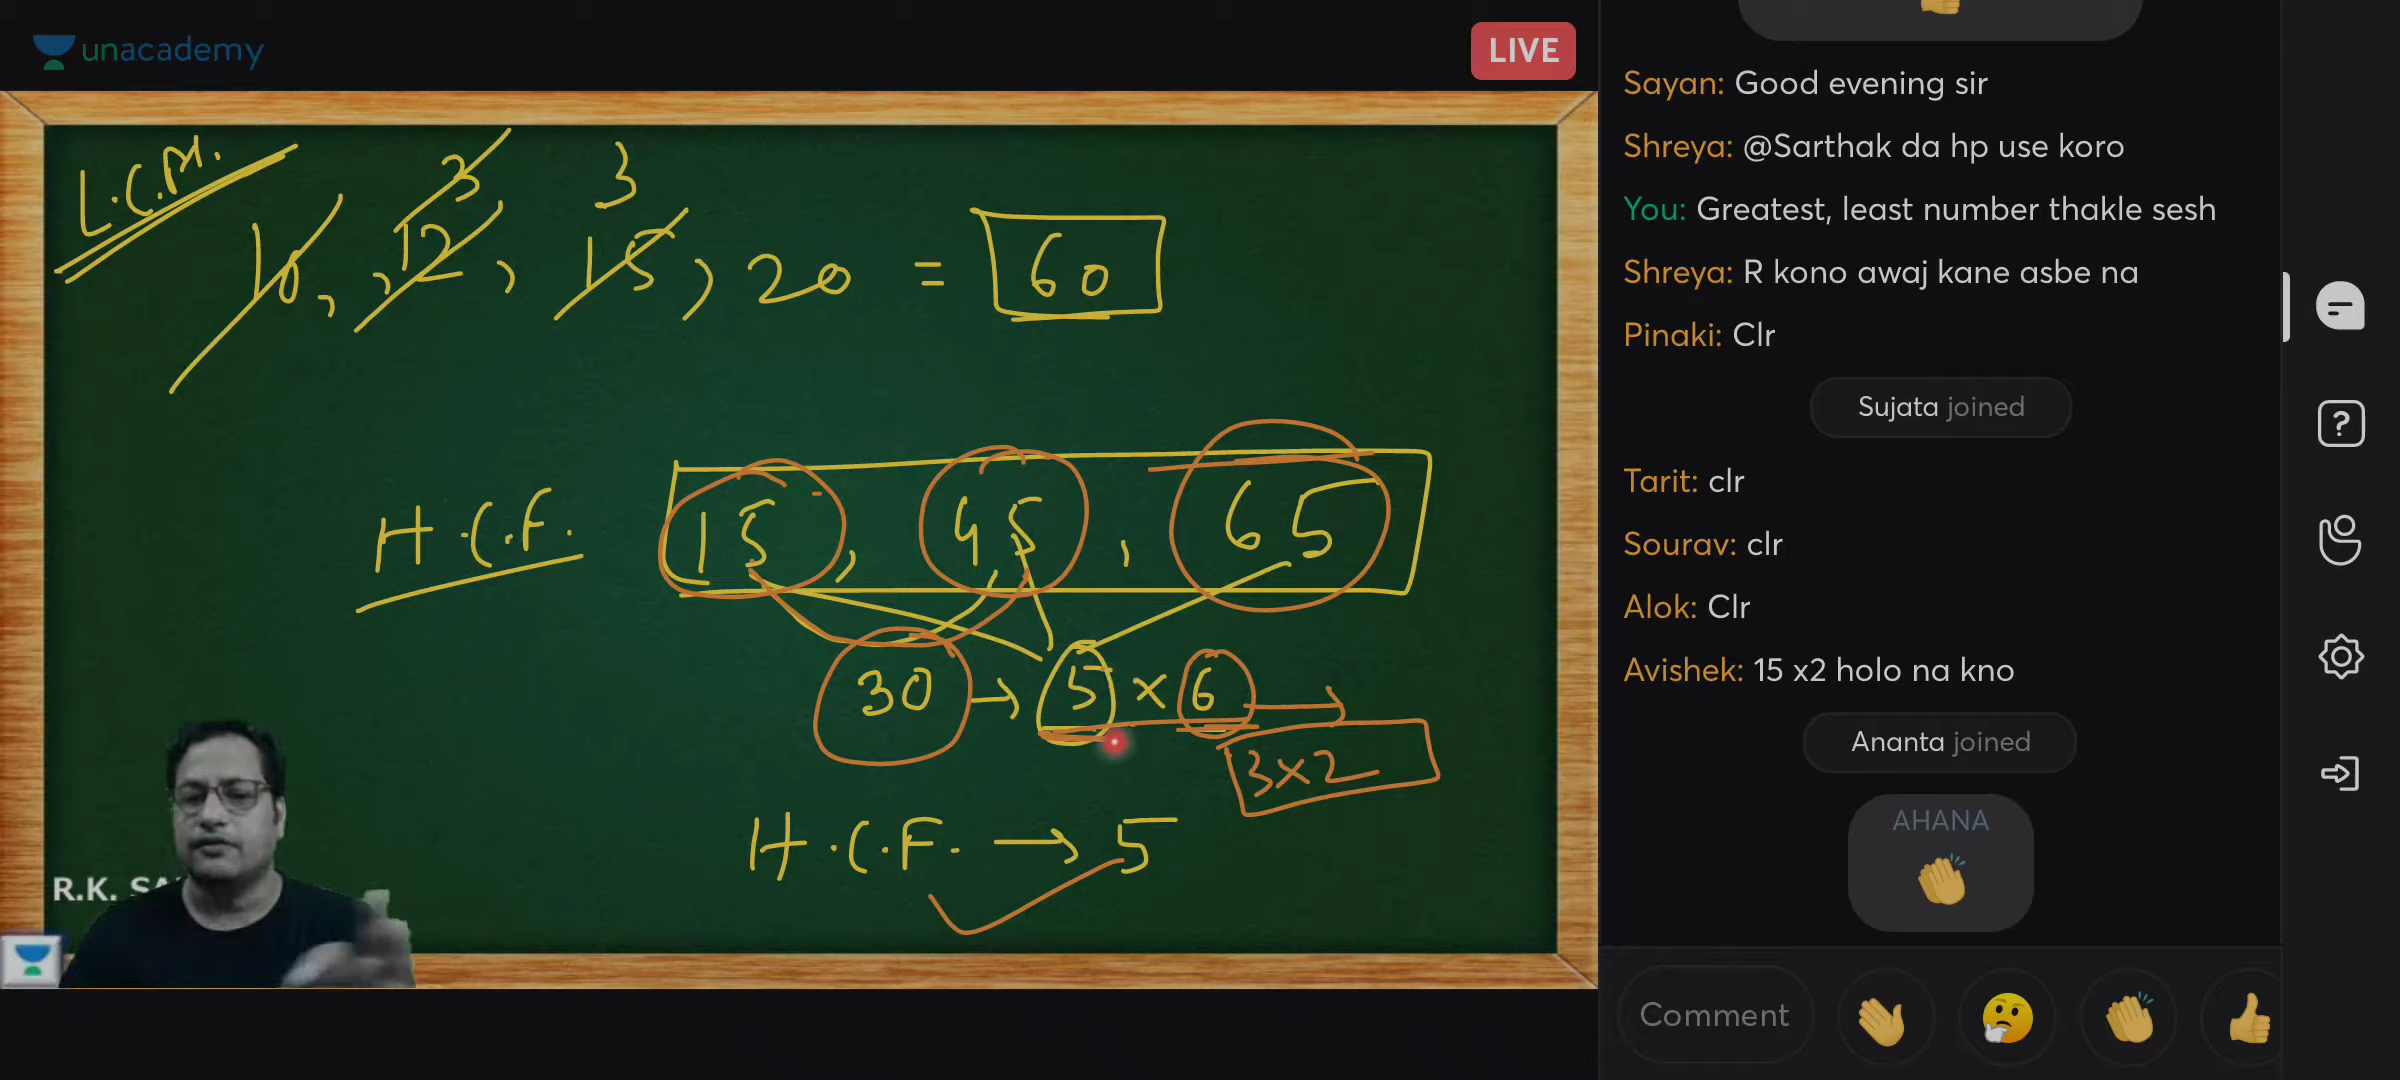 unacademy
LIVE
L.C.M.
3 3
10, 12, 15, 20 = 60
H.C.F. 15, 45, 65
30 → 5 × 6
3×2
H.C.F. → 5
R.K.
Sayan: Good evening sir
Shreya: @Sarthak da hp use koro
You: Greatest, least number thakle sesh
Shreya: R kono awaj kane asbe na
Pinaki: Clr
Sujata joined
Tarit: clr
Sourav: clr
Alok: Clr
Avishek: 15 x2 holo na kno
Ananta joined
AHANA
Comment